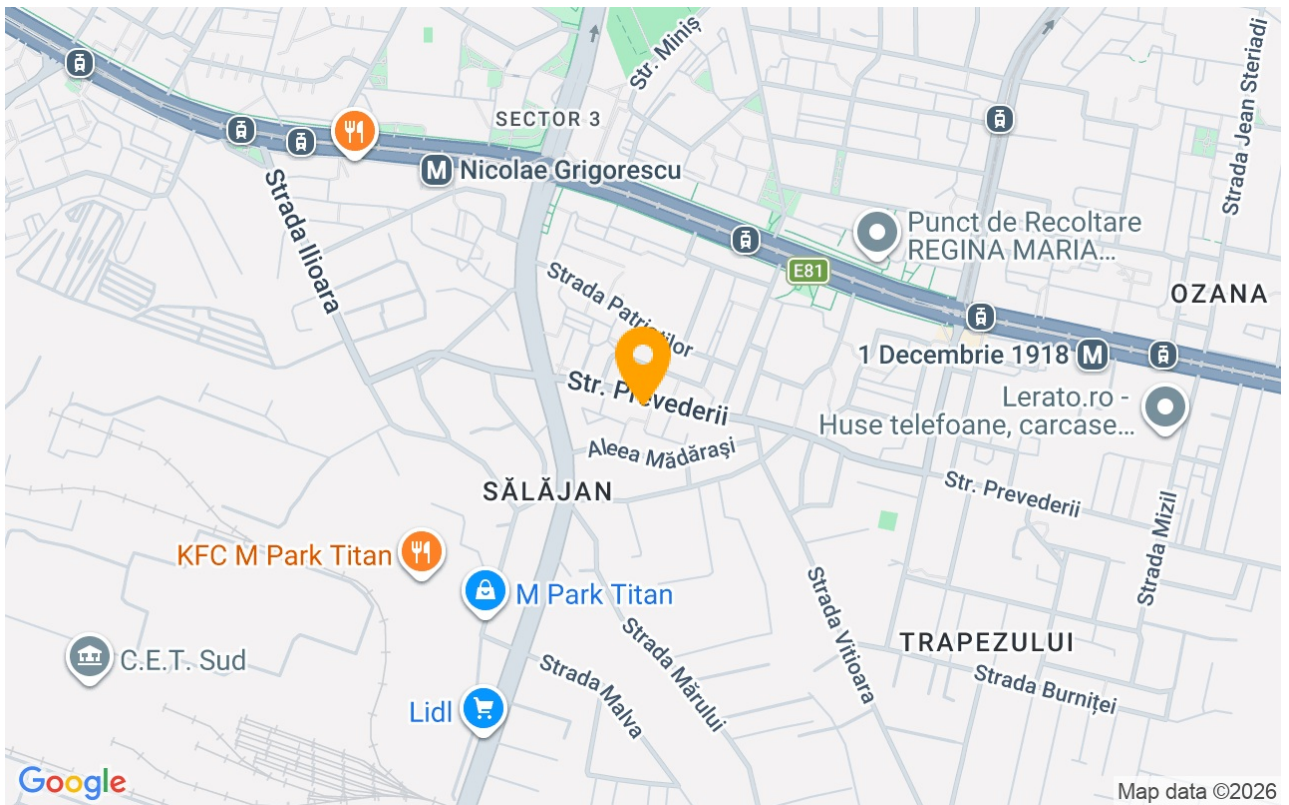 Str. Miniș
SECTOR 3
Strada Jean Steriadi
M Nicolae Grigorescu
Strada Ilioara
Punct de Recoltare
REGINA MARIA...
E81
OZANA
Strada Patrioților
1 Decembrie 1918 M
Str. Prevederii
Lerato.ro -
Huse telefoane, carcase...
Aleea Mădărași
SĂLĂJAN
Str. Prevederii
Strada Mizil
KFC M Park Titan
M Park Titan
Strada Vitioara
C.E.T. Sud
Strada Mărului
TRAPEZULUI
Strada Malva
Strada Burniței
Lidl
Google
Map data ©2026